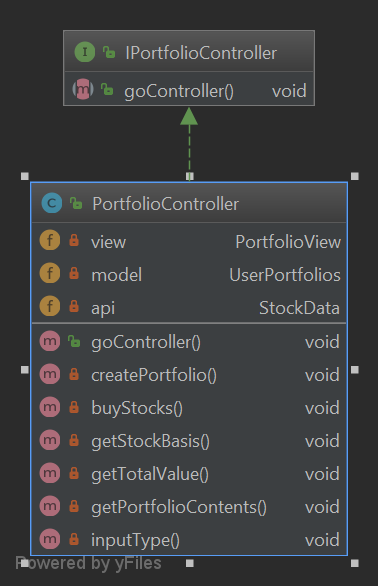 I IPortfolioController
m goController() void
C PortfolioController
f view PortfolioView
f model UserPortfolios
f api StockData
m goController() void
m createPortfolio() void
m buyStocks() void
m getStockBasis() void
m getTotalValue() void
m getPortfolioContents() void
m inputType() void
Powered by yFiles